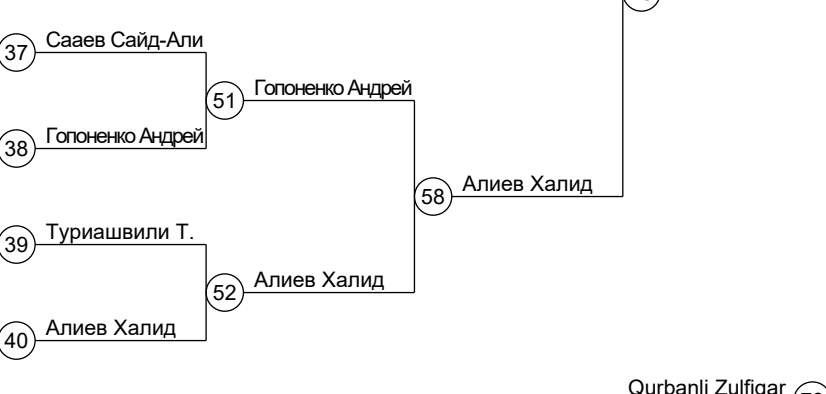 37 Сааев Сайд-Али
51 Гопоненко Андрей
38 Гопоненко Андрей
58 Алиев Халид
39 Туриашвили Т.
52 Алиев Халид
40 Алиев Халид
Qurbanli Zulfigar